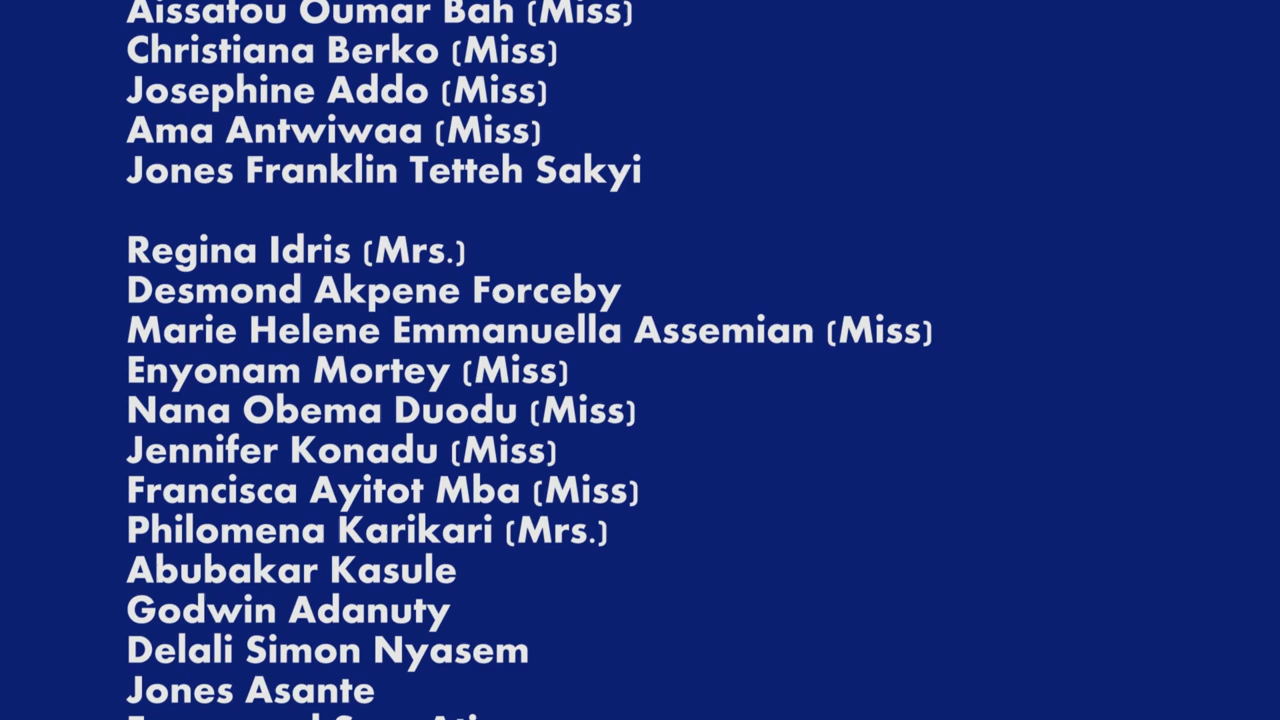 Aissatou Oumar Bah (Miss)
Christiana Berko (Miss)
Josephine Addo (Miss)
Ama Antwiwaa (Miss)
Jones Franklin Tetteh Sakyi
Regina Idris (Mrs.)
Desmond Akpene Forceby
Marie Helene Emmanuella Assemian (Miss)
Enyonam Mortey (Miss)
Nana Obema Duodu (Miss)
Jennifer Konadu (Miss)
Francisca Ayitot Mba (Miss)
Philomena Karikari (Mrs.)
Abubakar Kasule
Godwin Adanuty
Delali Simon Nyasem
Jones Asante